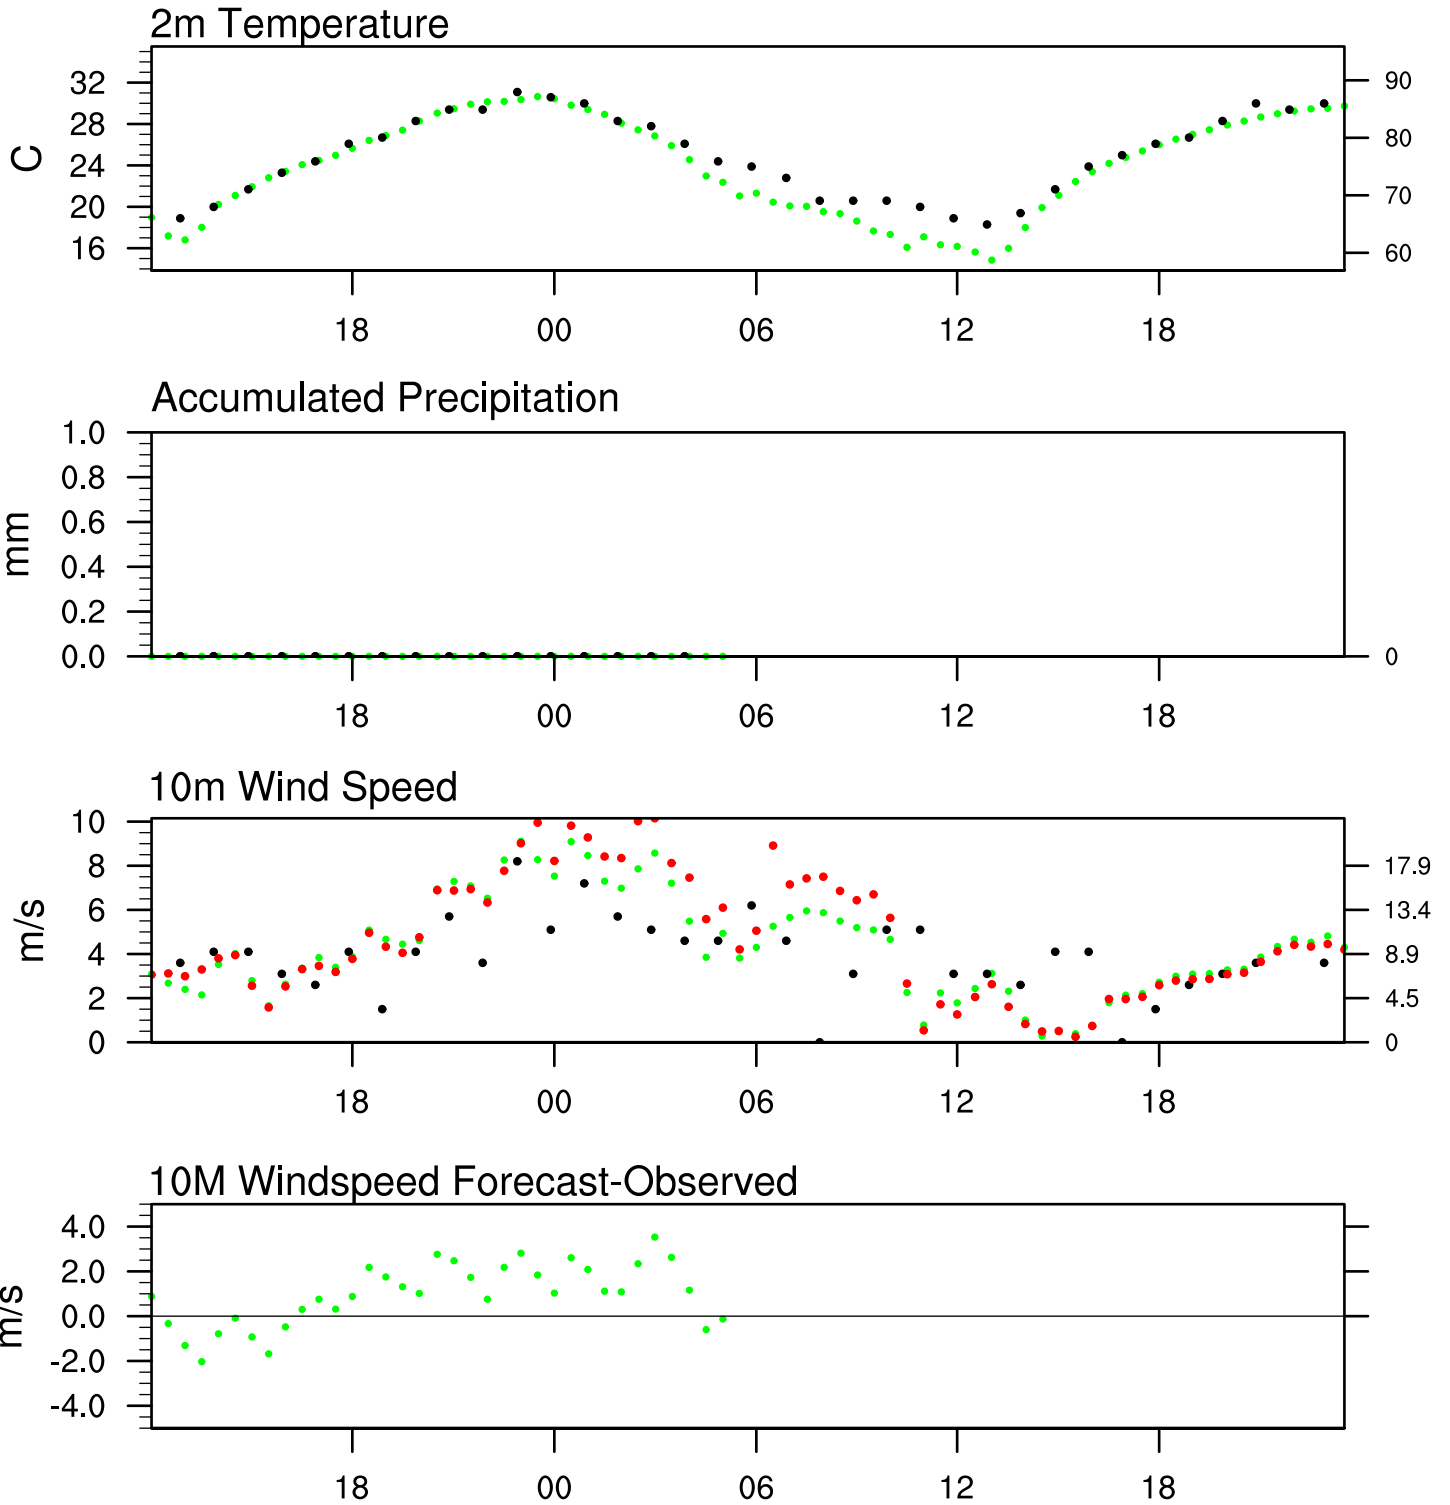 2m Temperature
C
32
28
24
20
16
90
80
70
60
18 00 06 12 18
Accumulated Precipitation
mm
1.0
0.8
0.6
0.4
0.2
0.0
0
18 00 06 12 18
10m Wind Speed
m/s
10
8
6
4
2
0
17.9
13.4
8.9
4.5
0
18 00 06 12 18
10M Windspeed Forecast-Observed
m/s
4.0
2.0
0.0
-2.0
-4.0
18 00 06 12 18